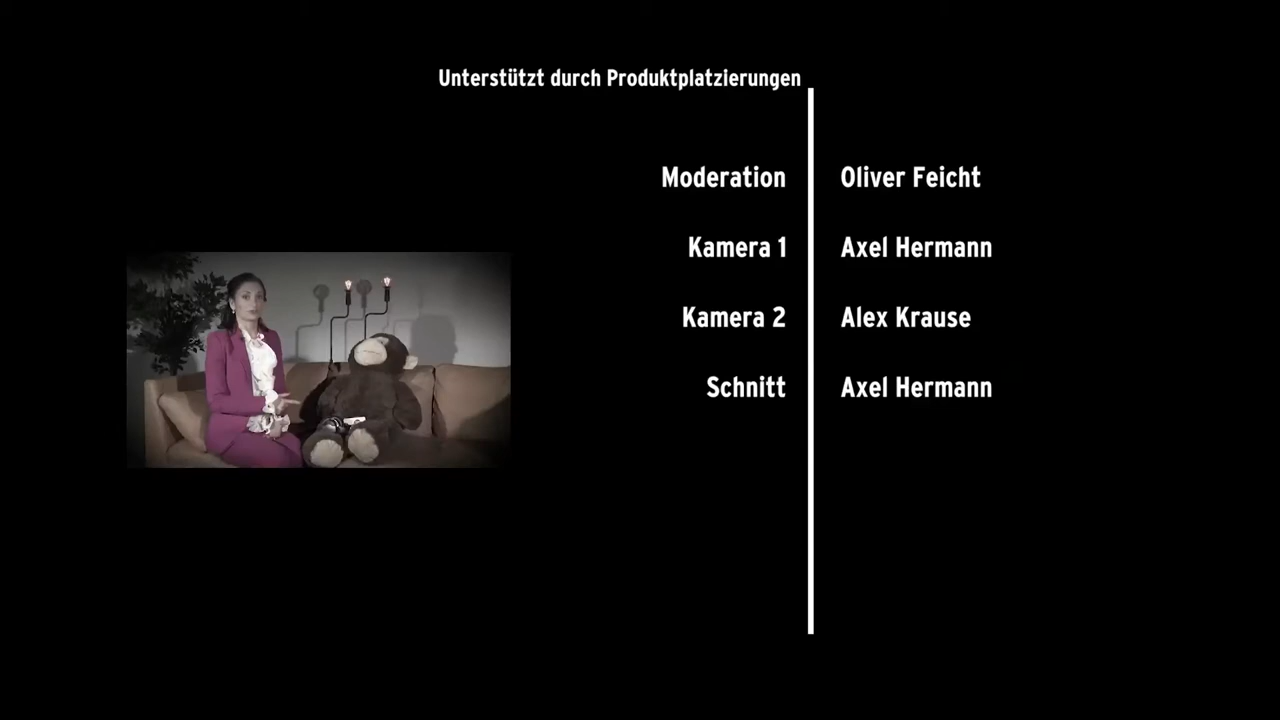 Unterstützt durch Produktplatzierungen
Moderation Oliver Feicht
Kamera 1 Axel Hermann
Kamera 2 Alex Krause
Schnitt Axel Hermann